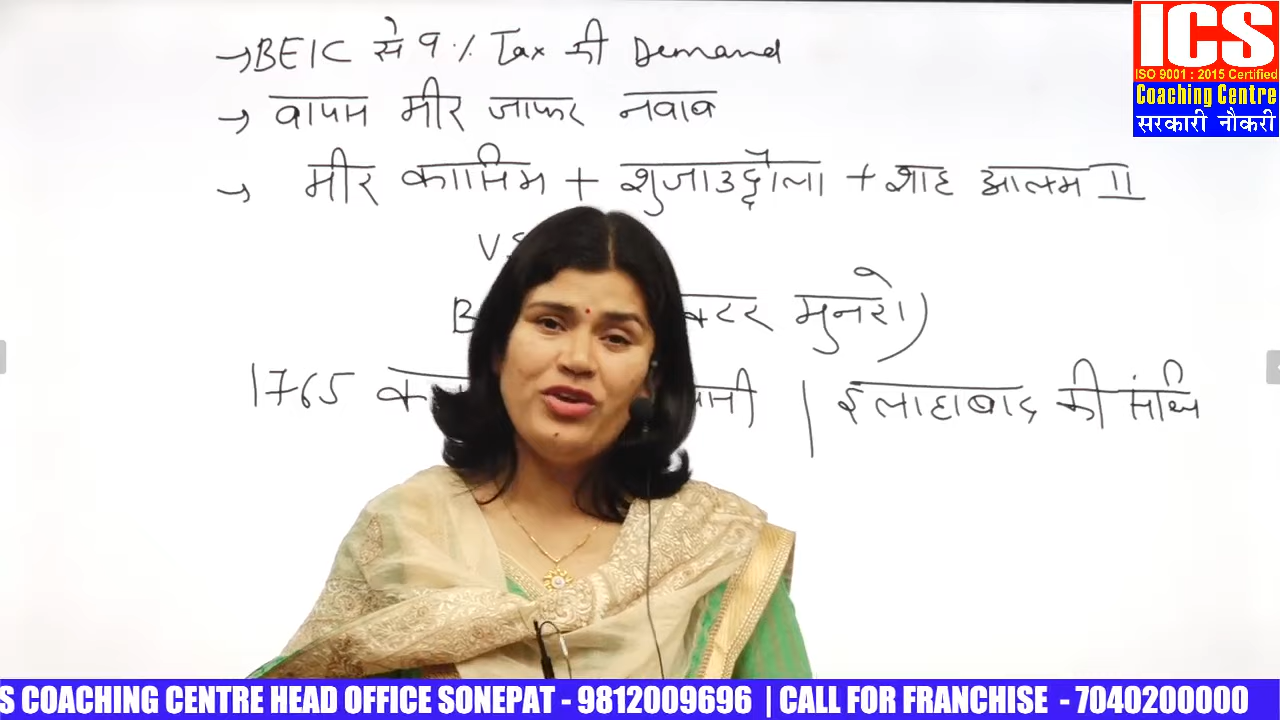 → BEIC से 9 % Tax की Demand
→ वापस मीर जाफर नवाब
→ मीर कासिम + शुजाउद्दौला + शाह आलम II
VS
मुनरो)
1765 | इलाहाबाद की संधि
ICS
ISO 9001 : 2015 Certified
Coaching Centre
सरकारी नौकरी
S COACHING CENTRE HEAD OFFICE SONEPAT - 9812009696 | CALL FOR FRANCHISE - 7040200000